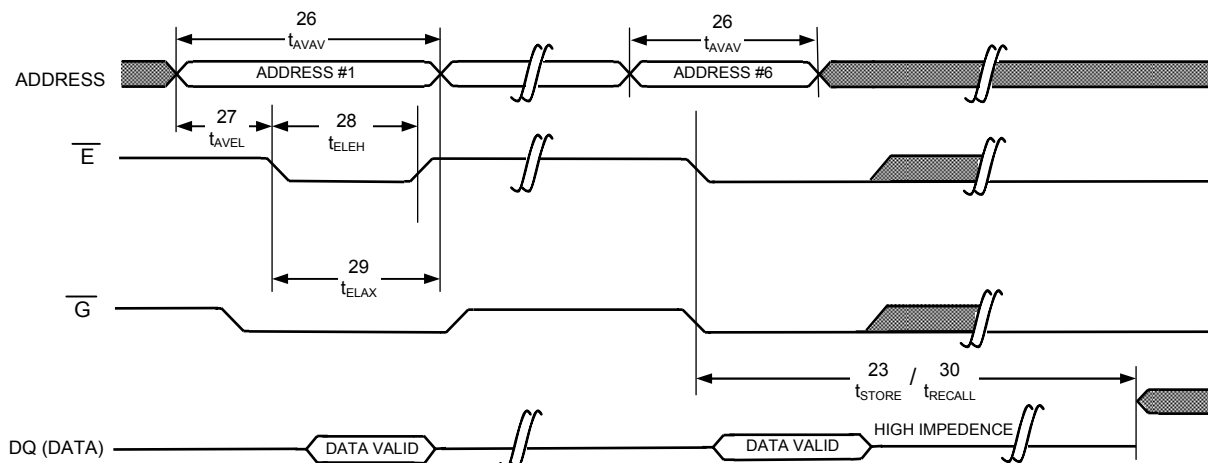 26
tAVAV
26
tAVAV
ADDRESS
ADDRESS #1
ADDRESS #6
27
tAVEL
28
tELEH
E
29
tELAX
G
23 / 30
tSTORE tRECALL
DQ (DATA)
DATA VALID
DATA VALID
HIGH IMPEDENCE